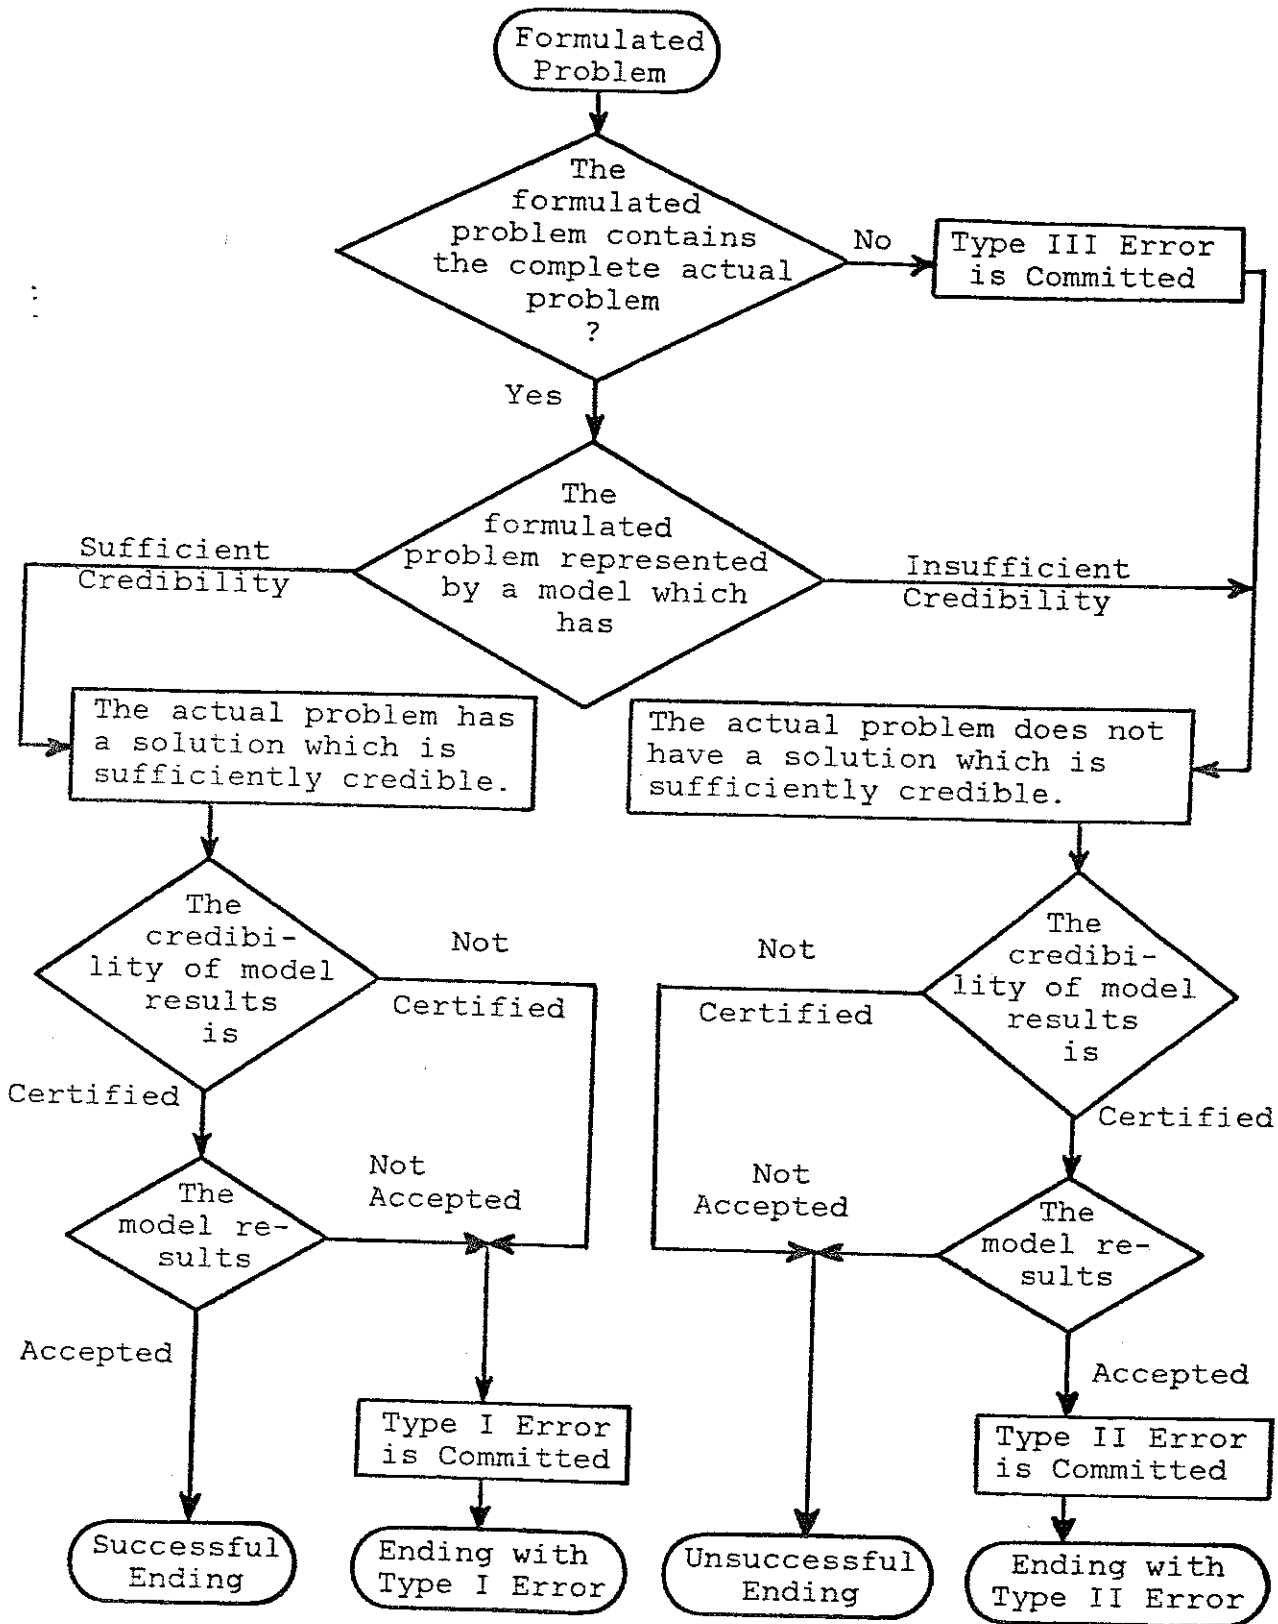 Formulated
Problem
The
formulated
problem contains
the complete actual
problem
?
No
Type III Error
is Committed
Yes
The
formulated
problem represented
by a model which
has
Sufficient
Credibility
Insufficient
Credibility
The actual problem has
a solution which is
sufficiently credible.
The actual problem does not
have a solution which is
sufficiently credible.
The
credibi-
lity of model
results
is
Not
Certified
Not
Certified
The
credibi-
lity of model
results
is
Certified
Certified
The
model re-
sults
Not
Accepted
Not
Accepted
The
model re-
sults
Accepted
Accepted
Type I Error
is Committed
Type II Error
is Committed
Successful
Ending
Ending with
Type I Error
Unsuccessful
Ending
Ending with
Type II Error